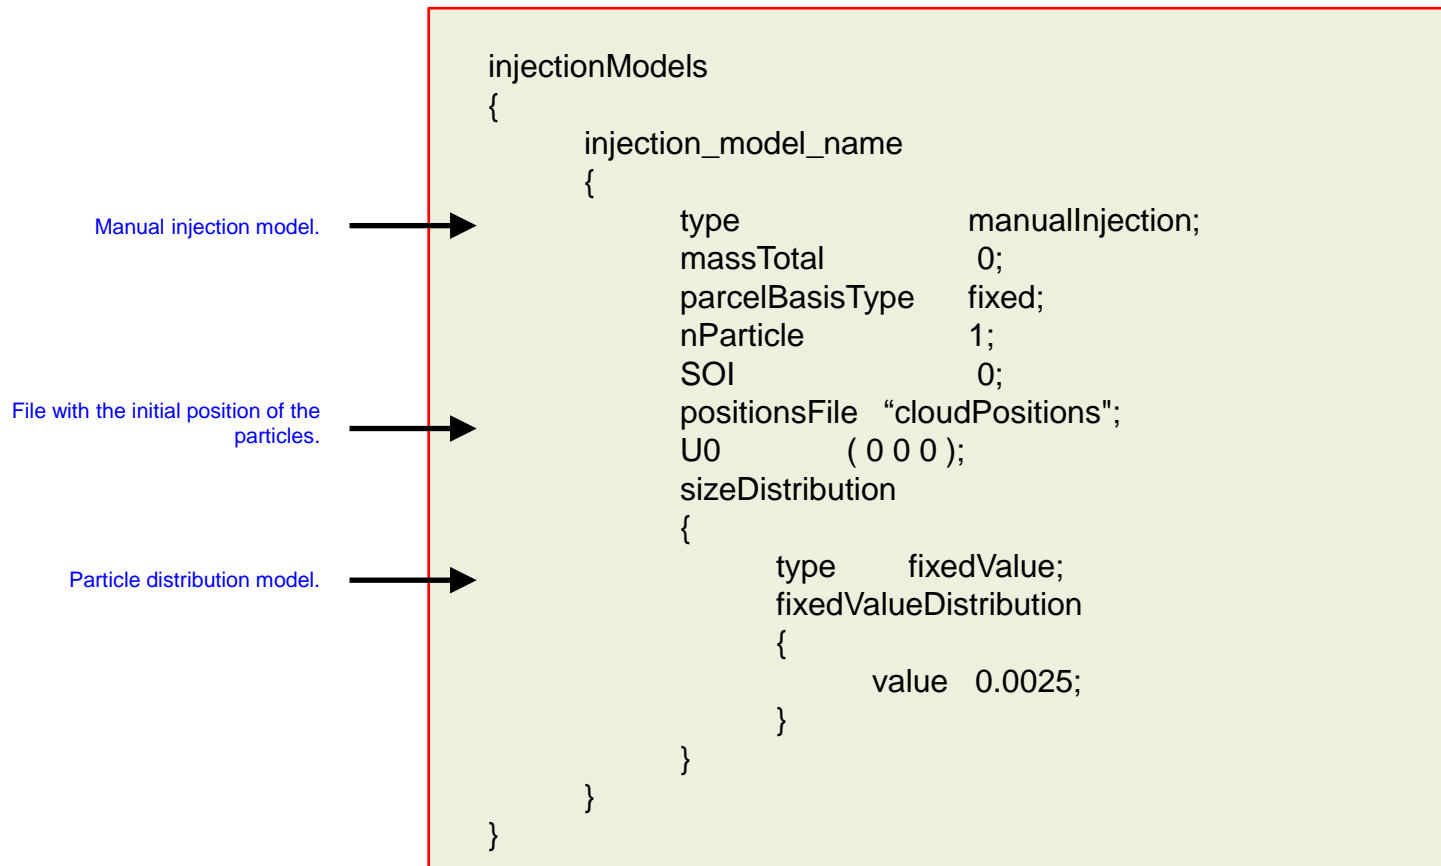 injectionModels
{
injection_model_name
{
Manual injection model.
type manualInjection;
massTotal 0;
parcelBasisType fixed;
nParticle 1;
SOI 0;
File with the initial position of the
particles.
positionsFile “cloudPositions";
U0 ( 0 0 0 );
sizeDistribution
{
Particle distribution model.
type fixedValue;
fixedValueDistribution
{
value 0.0025;
}
}
}
}